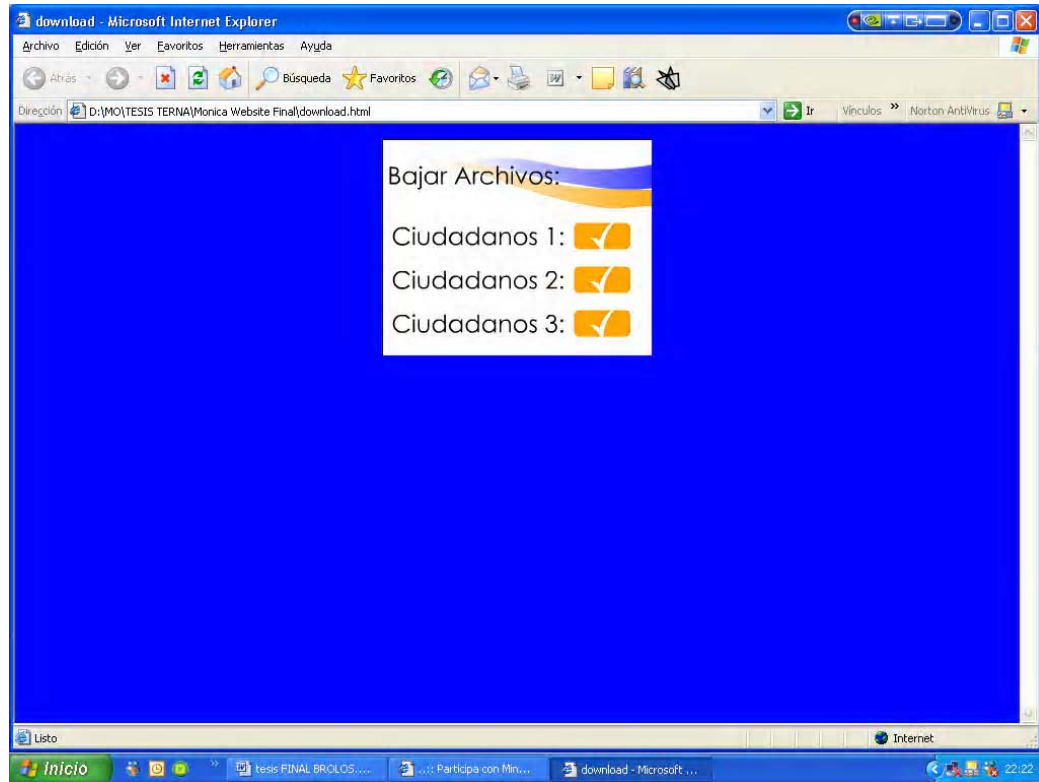 download - Microsoft Internet Explorer
Archivo Edición Ver Favoritos Herramientas Ayuda
Atrás Búsqueda Favoritos
Dirección D:\MO\TESIS TERNA\Monica Website Final\download.html Ir Vínculos » Norton AntiVirus
Bajar Archivos:
Ciudadanos 1:
Ciudadanos 2:
Ciudadanos 3:
Listo Internet
Inicio » tesis FINAL BROLOS.... ..:: Participa con Min... download - Microsoft ... 22:22